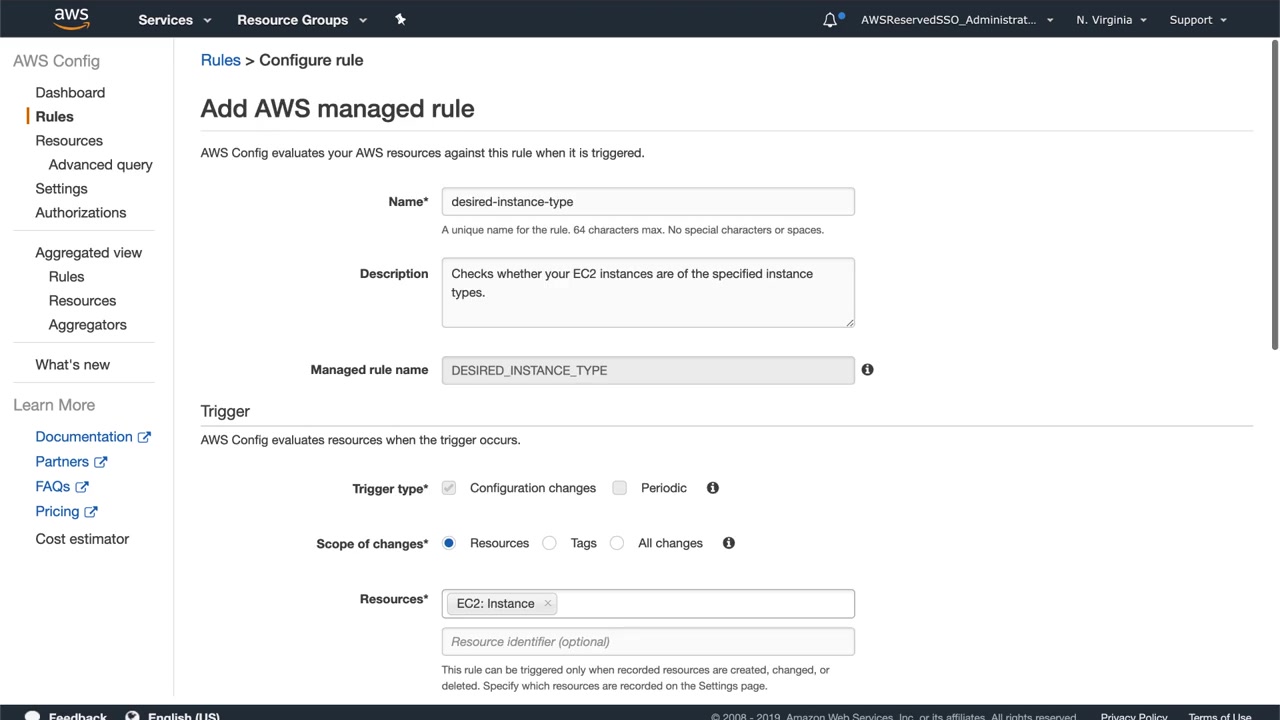 aws
Services
Resource Groups
AWSReservedSSO_Administrat...
N. Virginia
Support
AWS Config
Dashboard
Rules
Resources
Advanced query
Settings
Authorizations
Aggregated view
Rules
Resources
Aggregators
What's new
Learn More
Documentation
Partners
FAQs
Pricing
Cost estimator
Rules > Configure rule
Add AWS managed rule
AWS Config evaluates your AWS resources against this rule when it is triggered.
Name* desired-instance-type
A unique name for the rule. 64 characters max. No special characters or spaces.
Description Checks whether your EC2 instances are of the specified instance
types.
Managed rule name DESIRED_INSTANCE_TYPE
Trigger
AWS Config evaluates resources when the trigger occurs.
Trigger type* Configuration changes Periodic
Scope of changes* Resources Tags All changes
Resources* EC2: Instance ×
Resource identifier (optional)
This rule can be triggered only when recorded resources are created, changed, or
deleted. Specify which resources are recorded on the Settings page.
Feedback English (US) © 2008 - 2019, Amazon Web Services, Inc. or its affiliates. All rights reserved. Privacy Policy Terms of Use